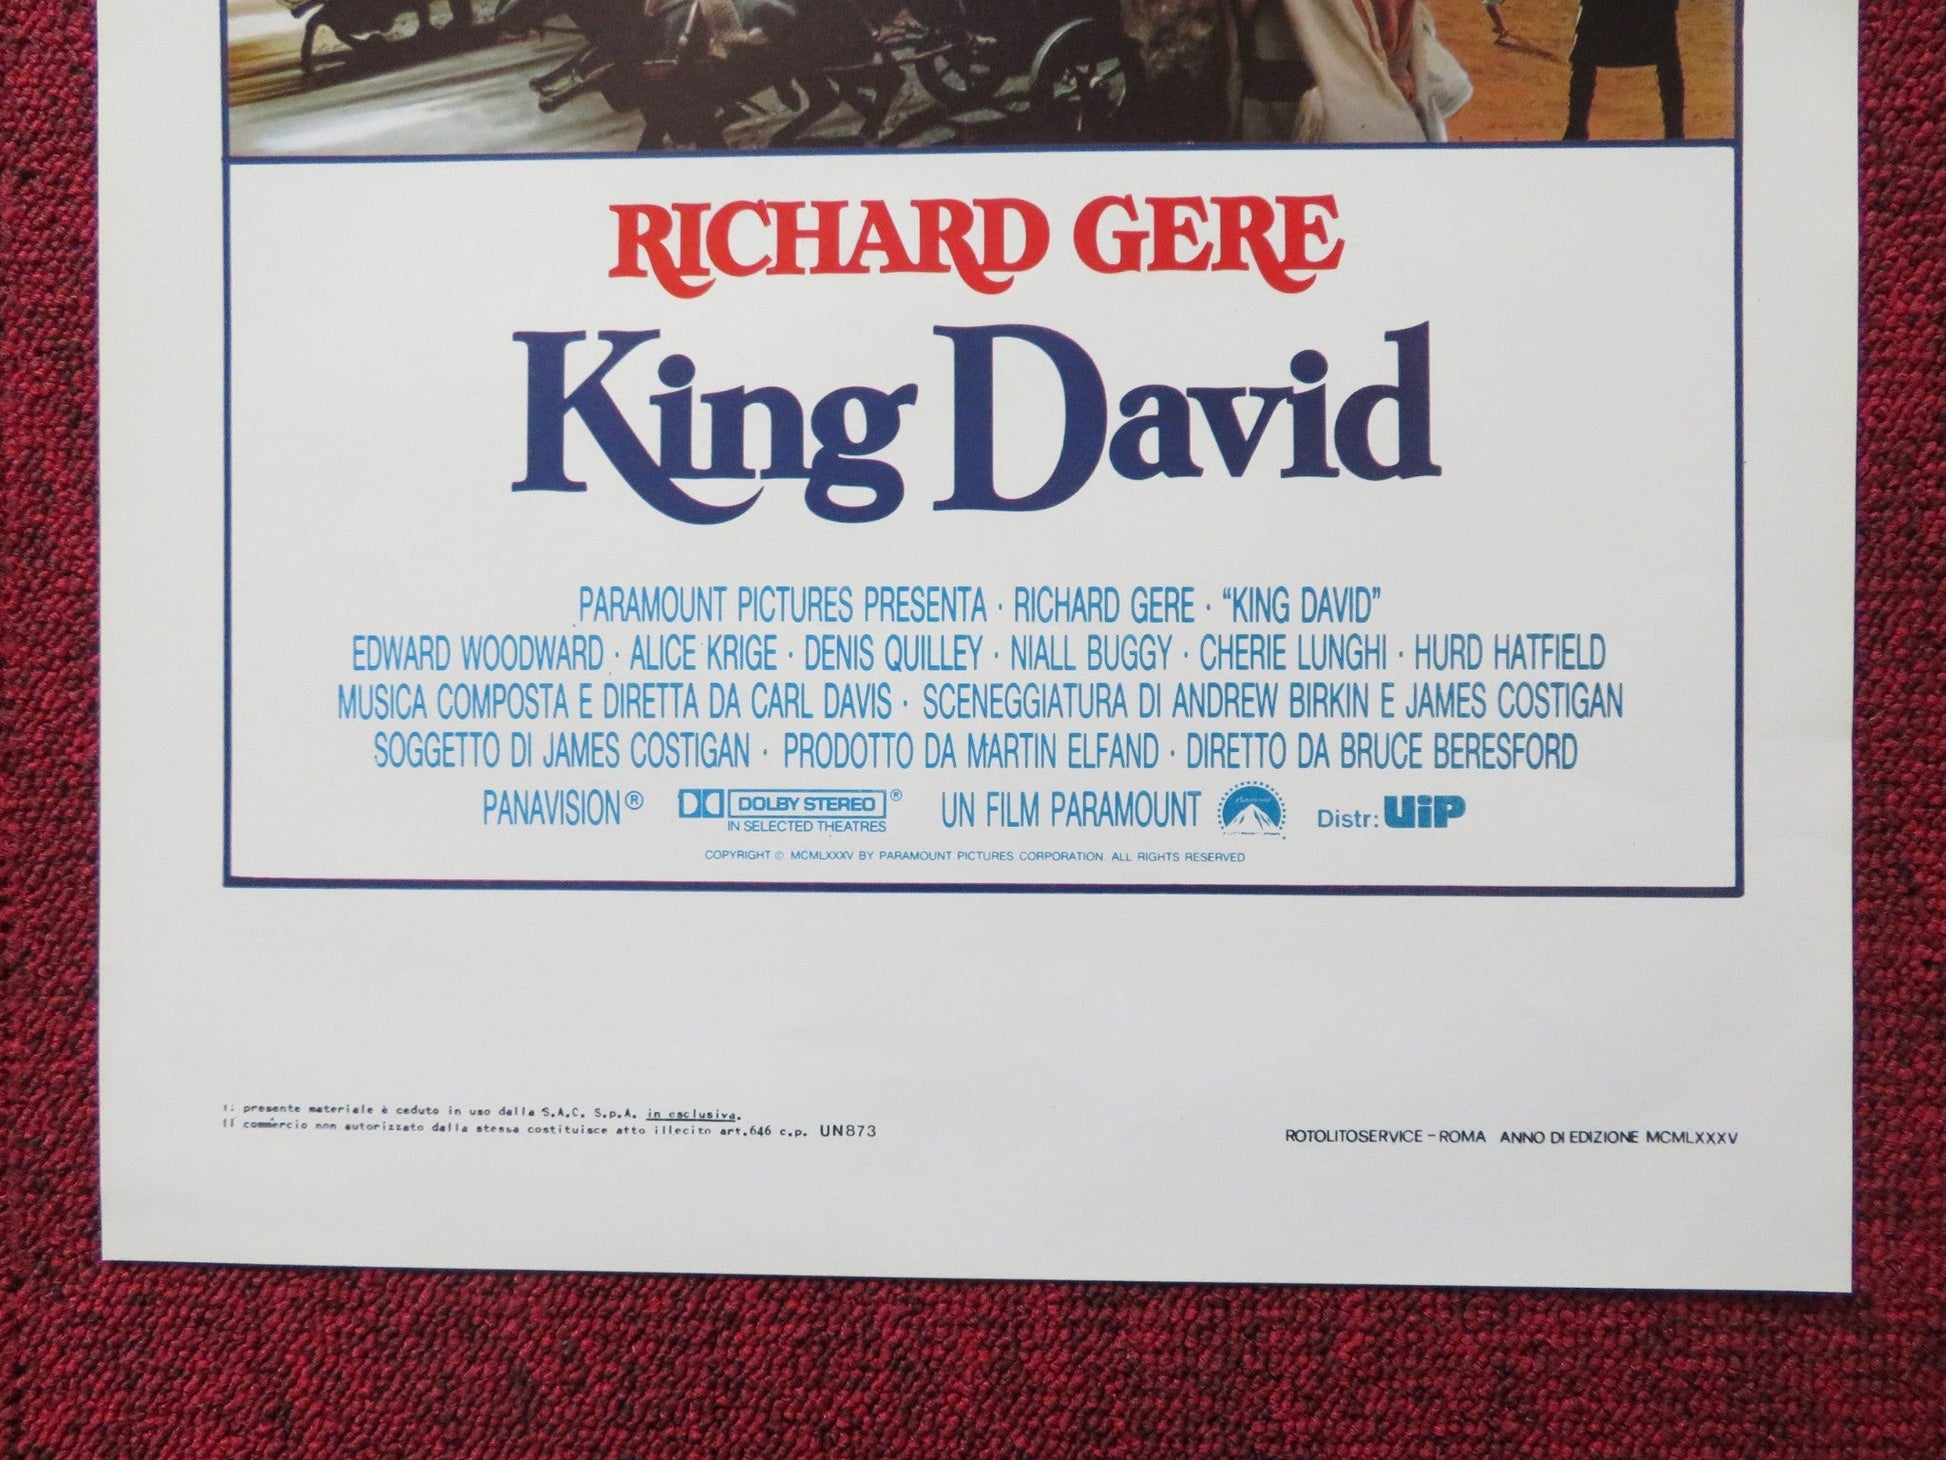 RICHARD GERE
King David
PARAMOUNT PICTURES PRESENTA · RICHARD GERE · “KING DAVID”
EDWARD WOODWARD · ALICE KRIGE · DENIS QUILLEY · NIALL BUGGY · CHERIE LUNGHI · HURD HATFIELD
MUSICA COMPOSTA E DIRETTA DA CARL DAVIS · SCENEGGIATURA DI ANDREW BIRKIN E JAMES COSTIGAN
SOGGETTO DI JAMES COSTIGAN · PRODOTTO DA MARTIN ELFAND · DIRETTO DA BRUCE BERESFORD
PANAVISION® DOLBY STEREO ® UN FILM PARAMOUNT Paramount Distr: UiP
IN SELECTED THEATRES
COPYRIGHT © MCMLXXXV BY PARAMOUNT PICTURES CORPORATION. ALL RIGHTS RESERVED
Il presente materiale è ceduto in uso dalla S.A.C. S.p.A. in esclusiva.
Il commercio non autorizzato dalla stessa costituisce atto illecito art.646 c.p. UN873
ROTOLITOSERVICE – ROMA ANNO DI EDIZIONE MCMLXXXV